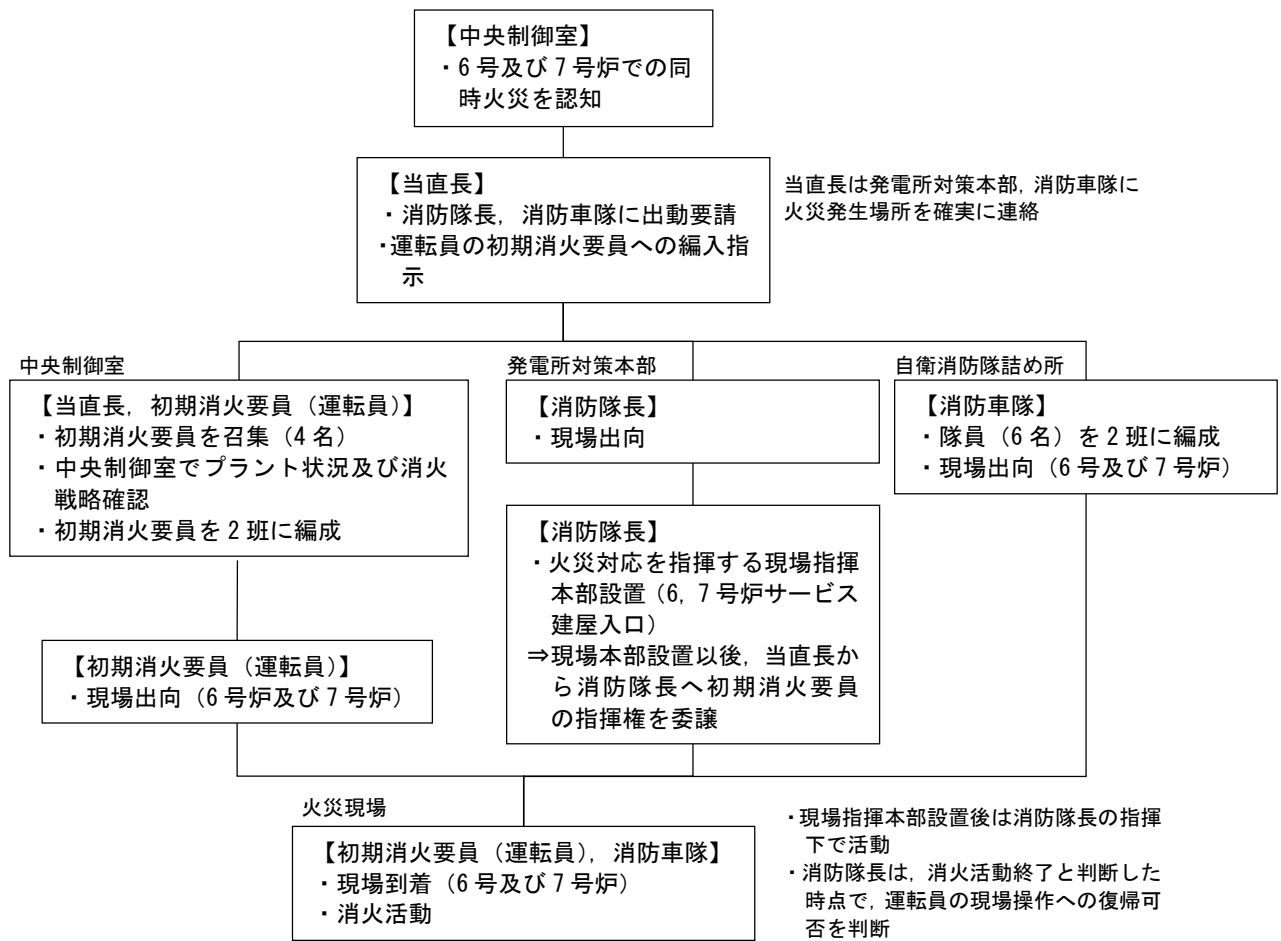 【中央制御室】
・6号及び7号炉での同
時火災を認知
【当直長】
・消防隊長，消防車隊に出動要請
・運転員の初期消火要員への編入指
示
当直長は発電所対策本部，消防車隊に
火災発生場所を確実に連絡
中央制御室
【当直長，初期消火要員（運転員）】
・初期消火要員を召集（4名）
・中央制御室でプラント状況及び消火
戦略確認
・初期消火要員を2班に編成
【初期消火要員（運転員）】
・現場出向（6号炉及び7号炉）
発電所対策本部
【消防隊長】
・現場出向
【消防隊長】
・火災対応を指揮する現場指揮
本部設置（6，7号炉サービス
建屋入口）
⇒現場本部設置以後，当直長か
ら消防隊長へ初期消火要員
の指揮権を委譲
自衛消防隊詰め所
【消防車隊】
・隊員（6名）を2班に編成
・現場出向（6号及び7号炉）
火災現場
【初期消火要員（運転員），消防車隊】
・現場到着（6号及び7号炉）
・消火活動
・現場指揮本部設置後は消防隊長の指揮
下で活動
・消防隊長は，消火活動終了と判断した
時点で，運転員の現場操作への復帰可
否を判断